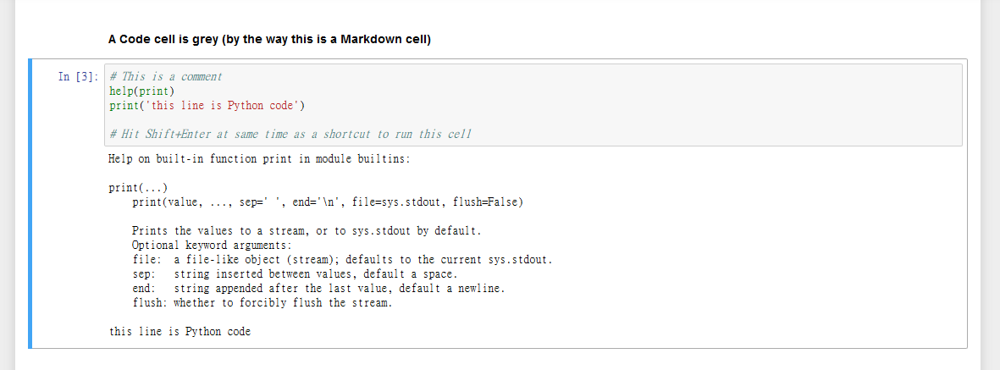 A Code cell is grey (by the way this is a Markdown cell)
In [3]: # This is a comment
help(print)
print('this line is Python code')
# Hit Shift+Enter at same time as a shortcut to run this cell
Help on built-in function print in module builtins:
print(...)
print(value, ..., sep=' ', end='\n', file=sys.stdout, flush=False)
Prints the values to a stream, or to sys.stdout by default.
Optional keyword arguments:
file: a file-like object (stream); defaults to the current sys.stdout.
sep: string inserted between values, default a space.
end: string appended after the last value, default a newline.
flush: whether to forcibly flush the stream.
this line is Python code